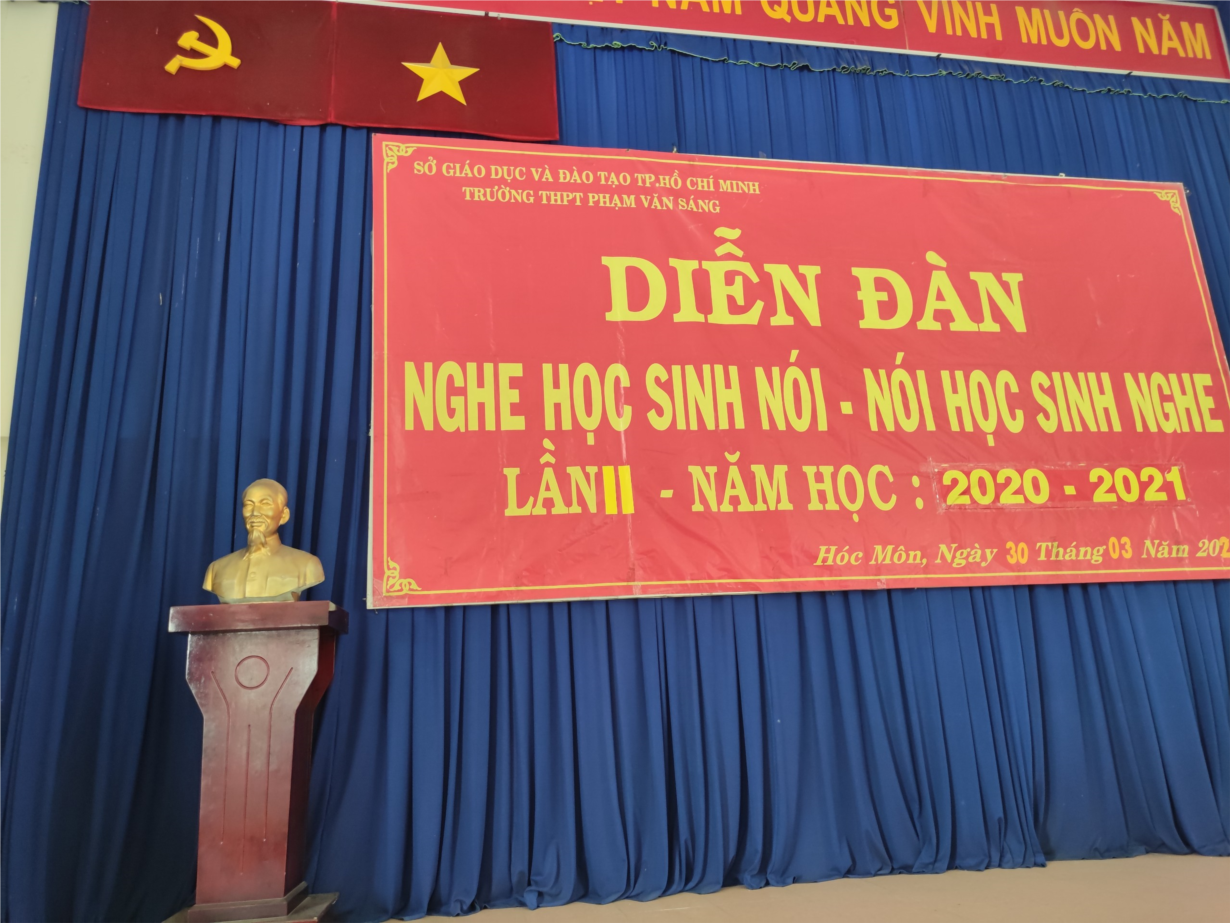 NAM QUANG VINH MUÔN NĂM
SỞ GIÁO DỤC VÀ ĐÀO TẠO TP.HỒ CHÍ MINH
TRƯỜNG THPT PHẠM VĂN SÁNG
DIỄN ĐÀN
NGHE HỌC SINH NÓI - NÓI HỌC SINH NGHE
LẦN II - NĂM HỌC : 2020 - 2021
Hóc Môn, Ngày 30 Tháng 03 Năm